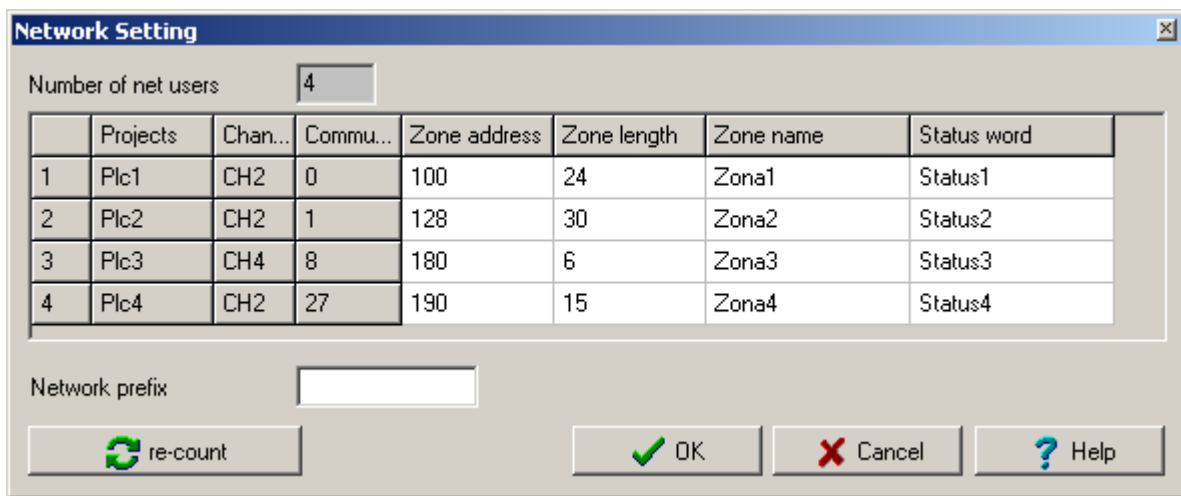 Network Setting
Number of net users 4
Projects Chan... Commu... Zone address Zone length Zone name Status word
1 Plc1 CH2 0 100 24 Zona1 Status1
2 Plc2 CH2 1 128 30 Zona2 Status2
3 Plc3 CH4 8 180 6 Zona3 Status3
4 Plc4 CH2 27 190 15 Zona4 Status4
Network prefix
re-count OK Cancel Help